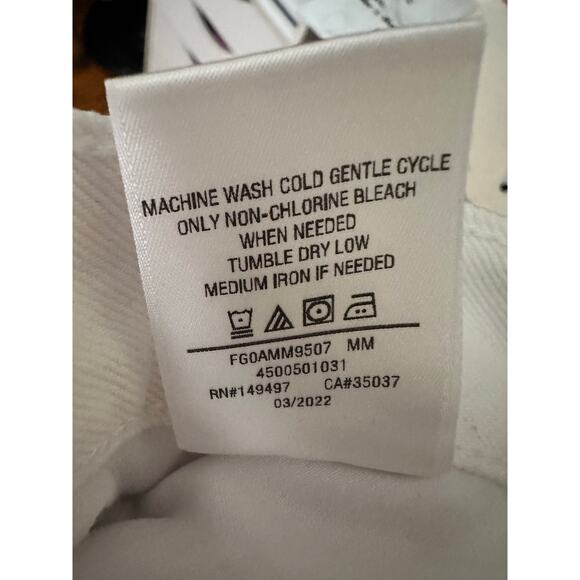 MACHINE WASH COLD GENTLE CYCLE
ONLY NON-CHLORINE BLEACH
WHEN NEEDED
TUMBLE DRY LOW
MEDIUM IRON IF NEEDED
FG0AMM9507 MM
4500501031
RN#149497 CA#35037
03/2022